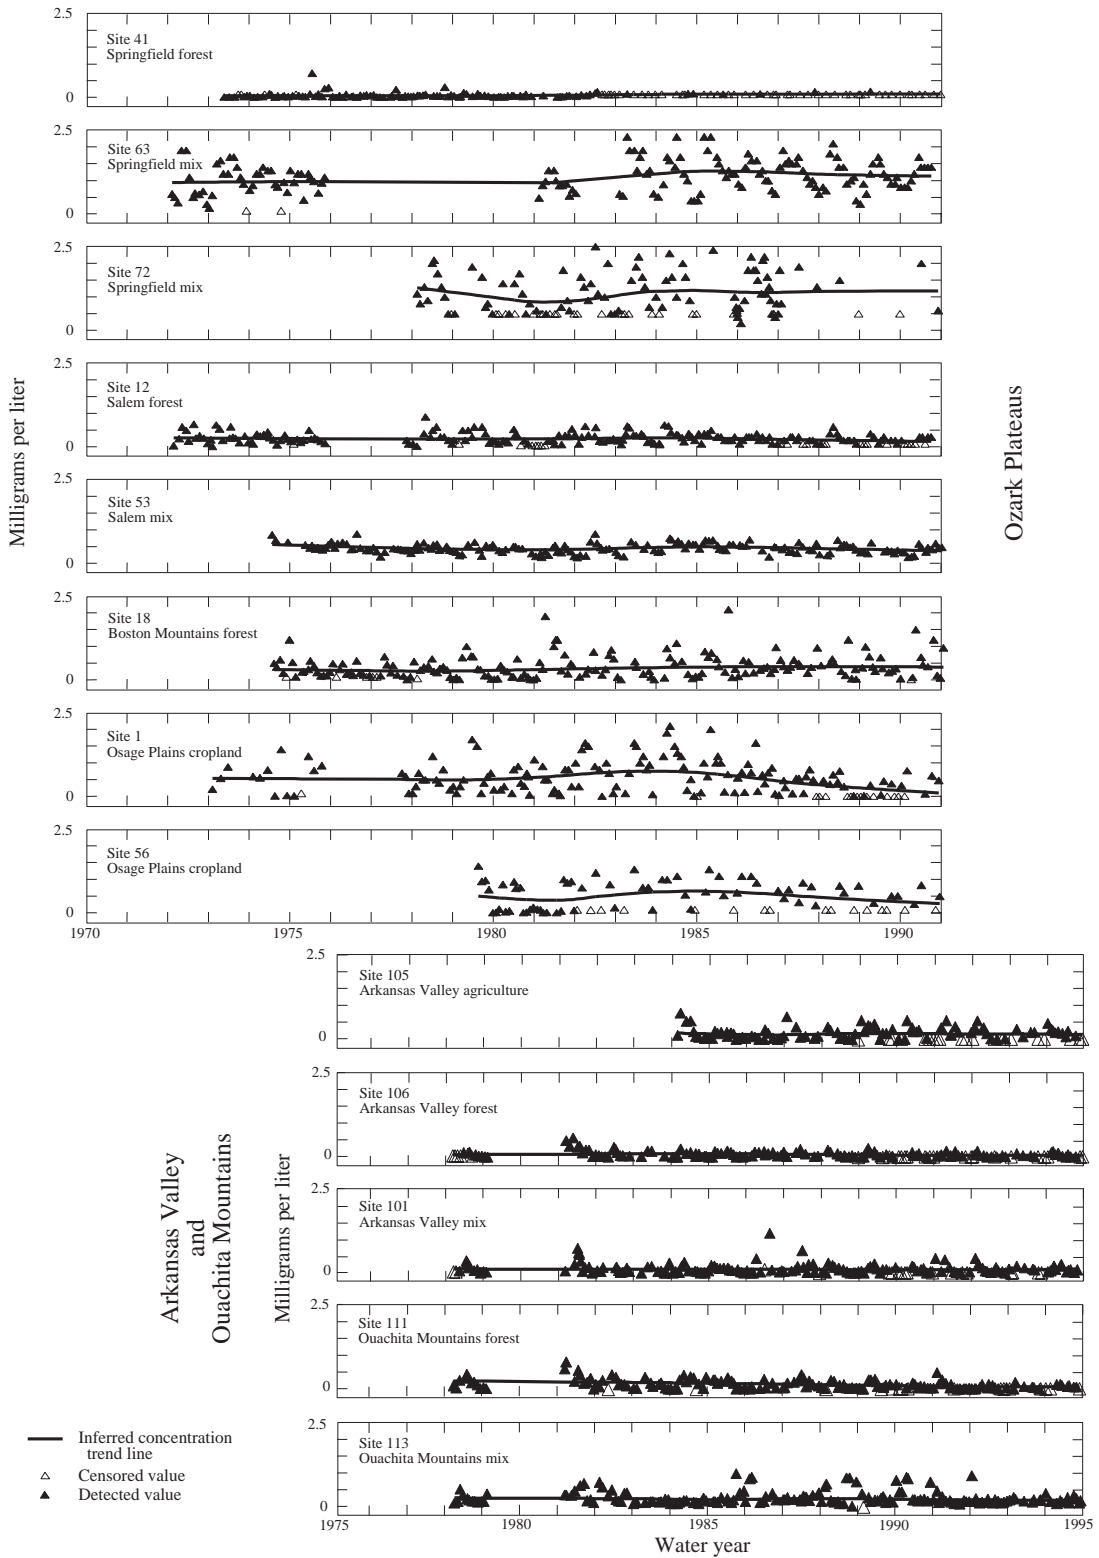 2.5
Site 41
Springfield forest
0
2.5
Site 63
Springfield mix
0
2.5
Site 72
Springfield mix
0
2.5
Site 12
Salem forest
0
2.5
Site 53
Salem mix
0
2.5
Site 18
Boston Mountains forest
0
2.5
Site 1
Osage Plains cropland
0
2.5
Site 56
Osage Plains cropland
0
1970
1975
1980
1985
1990
Milligrams per liter
Ozark Plateaus
2.5
Site 105
Arkansas Valley agriculture
0
2.5
Site 106
Arkansas Valley forest
0
2.5
Site 101
Arkansas Valley mix
0
2.5
Site 111
Ouachita Mountains forest
0
2.5
Site 113
Ouachita Mountains mix
0
1975
1980
1985
1990
1995
Water year
Arkansas Valley
and
Ouachita Mountains
Milligrams per liter
Inferred concentration
trend line
Censored value
Detected value